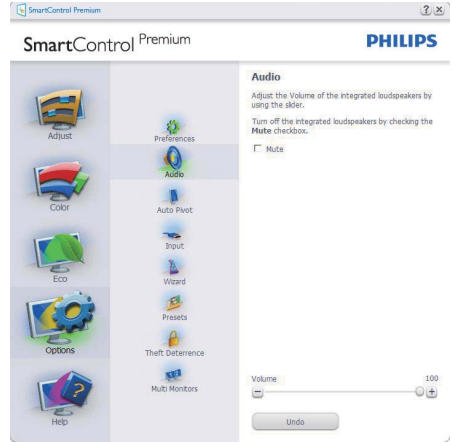 SmartControl Premium
SmartControl Premium
PHILIPS
Adjust
Color
Eco
Options
Help
Preferences
Audio
Auto Pivot
Input
Wizard
Presets
Theft Deterrence
Multi Monitors
Audio
Adjust the Volume of the integrated loudspeakers by
using the slider.
Turn off the integrated loudspeakers by checking the
Mute checkbox.
Mute
Volume 100
Undo